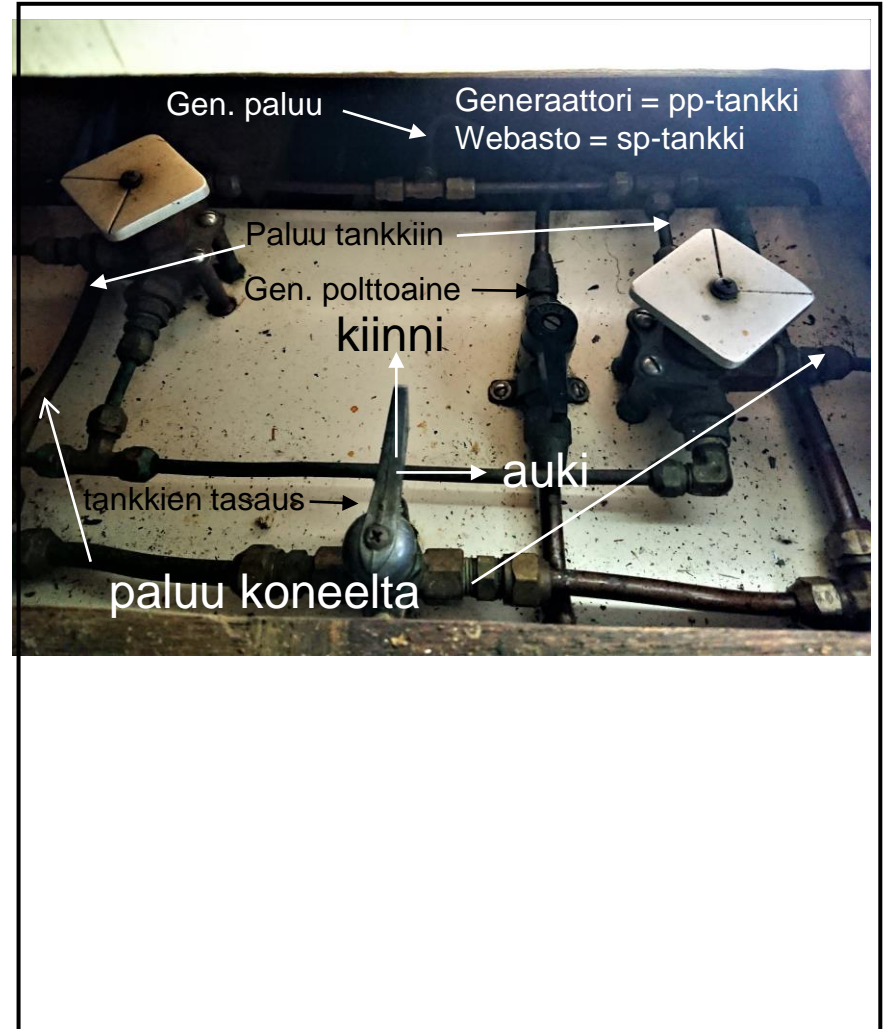 Gen. paluu
Generaattori = pp-tankki
Webasto = sp-tankki
Paluu tankkiin
Gen. polttoaine
kiinni
auki
tankkien tasaus
paluu koneelta